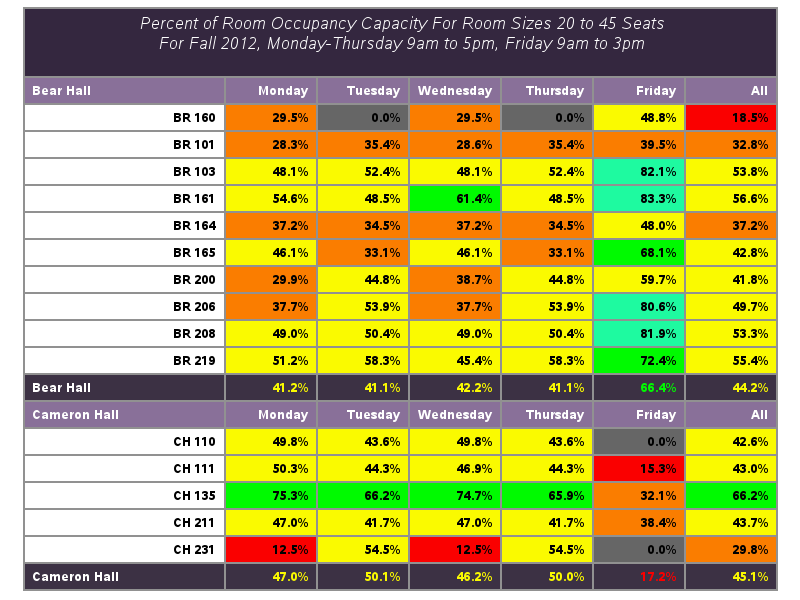 Percent of Room Occupancy Capacity For Room Sizes 20 to 45 Seats
For Fall 2012, Monday-Thursday 9am to 5pm, Friday 9am to 3pm
Bear Hall Monday Tuesday Wednesday Thursday Friday All
BR 160 29.5% 0.0% 29.5% 0.0% 48.8% 18.5%
BR 101 28.3% 35.4% 28.6% 35.4% 39.5% 32.8%
BR 103 48.1% 52.4% 48.1% 52.4% 82.1% 53.8%
BR 161 54.6% 48.5% 61.4% 48.5% 83.3% 56.6%
BR 164 37.2% 34.5% 37.2% 34.5% 48.0% 37.2%
BR 165 46.1% 33.1% 46.1% 33.1% 68.1% 42.8%
BR 200 29.9% 44.8% 38.7% 44.8% 59.7% 41.8%
BR 206 37.7% 53.9% 37.7% 53.9% 80.6% 49.7%
BR 208 49.0% 50.4% 49.0% 50.4% 81.9% 53.3%
BR 219 51.2% 58.3% 45.4% 58.3% 72.4% 55.4%
Bear Hall 41.2% 41.1% 42.2% 41.1% 66.4% 44.2%
Cameron Hall Monday Tuesday Wednesday Thursday Friday All
CH 110 49.8% 43.6% 49.8% 43.6% 0.0% 42.6%
CH 111 50.3% 44.3% 46.9% 44.3% 15.3% 43.0%
CH 135 75.3% 66.2% 74.7% 65.9% 32.1% 66.2%
CH 211 47.0% 41.7% 47.0% 41.7% 38.4% 43.7%
CH 231 12.5% 54.5% 12.5% 54.5% 0.0% 29.8%
Cameron Hall 47.0% 50.1% 46.2% 50.0% 17.2% 45.1%